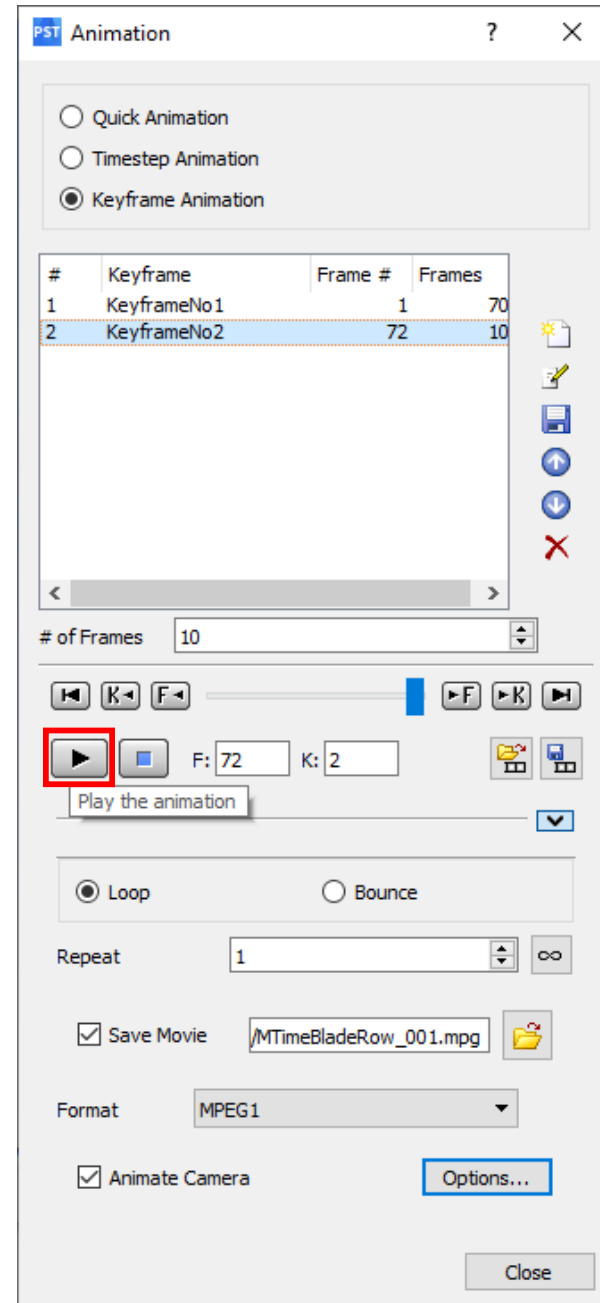 PST Animation ?
Quick Animation
Timestep Animation
Keyframe Animation
# Keyframe Frame # Frames
1 KeyframeNo1 1 70
2 KeyframeNo2 72 10
# of Frames 10
K F F K
F: 72 K: 2
Play the animation
Loop Bounce
Repeat 1 ∞
Save Movie /MTimeBladeRow_001.mpg
Format MPEG1
Animate Camera Options...
Close